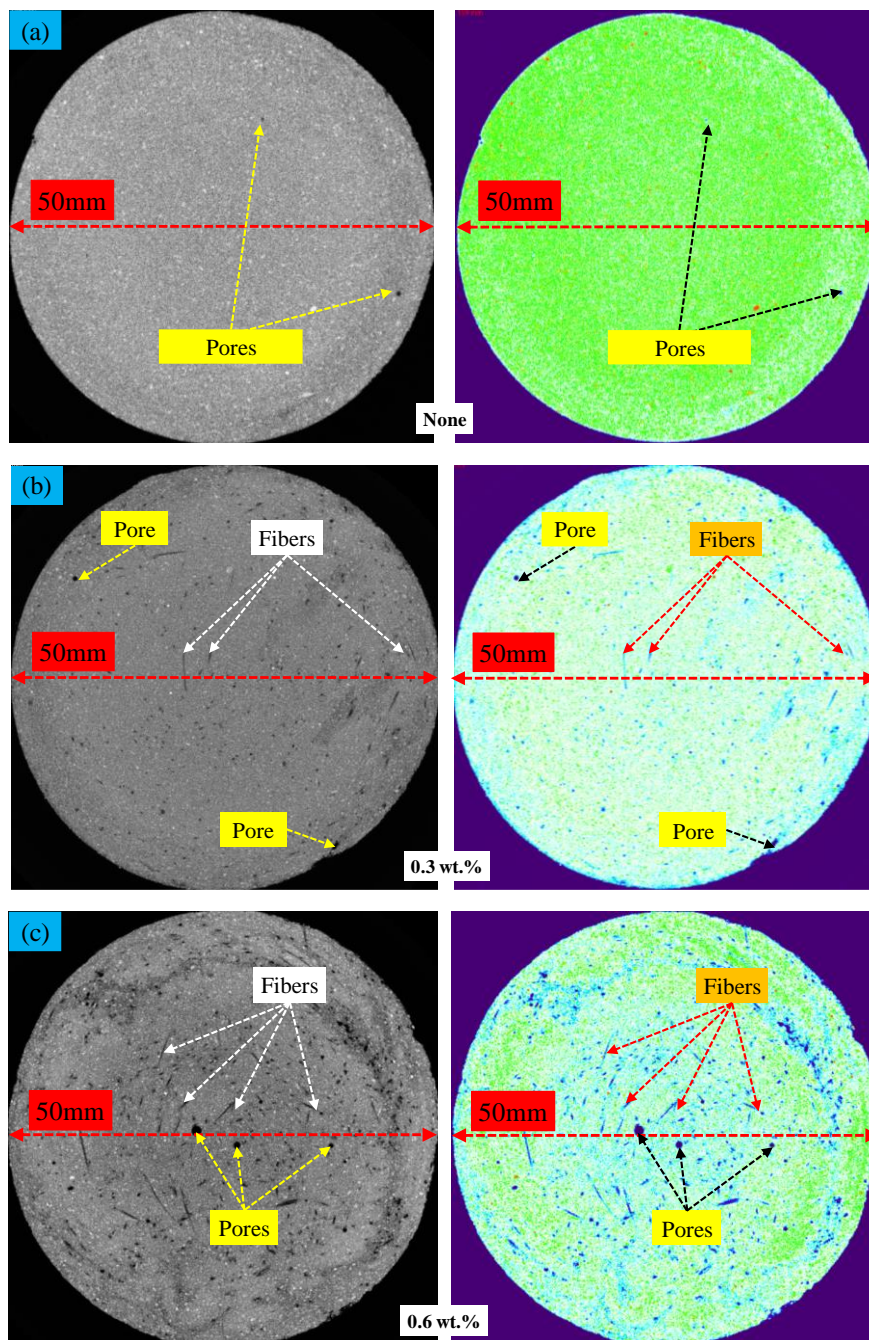 (a)
50mm
50mm
Pores
Pores
None
(b)
Pore
Fibers
Pore
Fibers
50mm
50mm
Pore
Pore
0.3 wt.%
(c)
Fibers
Fibers
50mm
50mm
Pores
Pores
0.6 wt.%